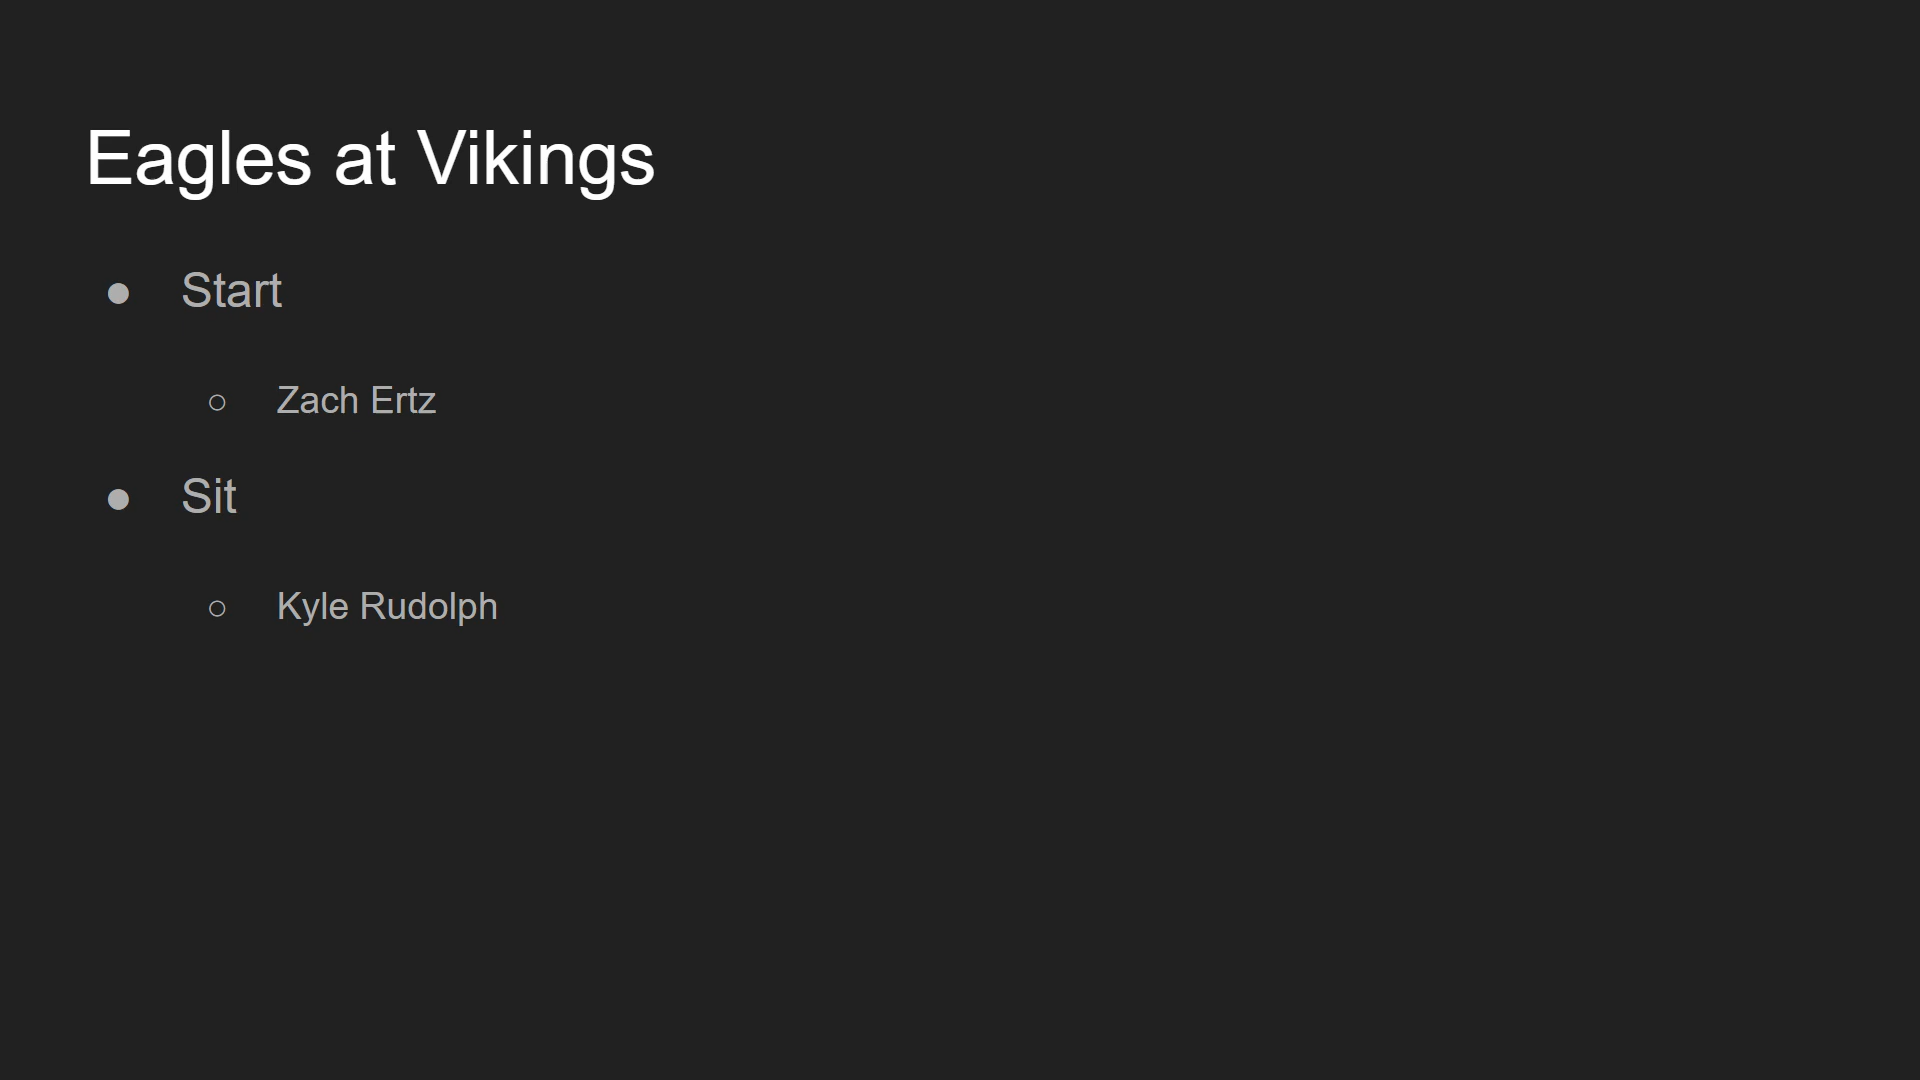 Eagles at Vikings
● Start
○ Zach Ertz
● Sit
○ Kyle Rudolph